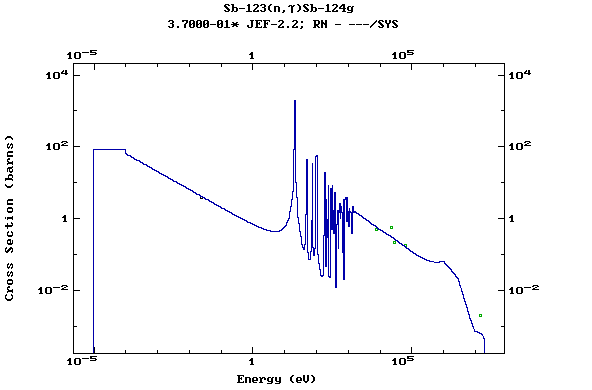 Sb-123(n,γ)Sb-124g
3.7000-01* JEF-2.2; RN - ---/SYS
10⁻⁵ 1 10⁵
10⁴ 10⁴
10² 10²
1 1
10⁻² 10⁻²
10⁻⁵ 1 10⁵
Cross Section (barns)
Energy (eV)